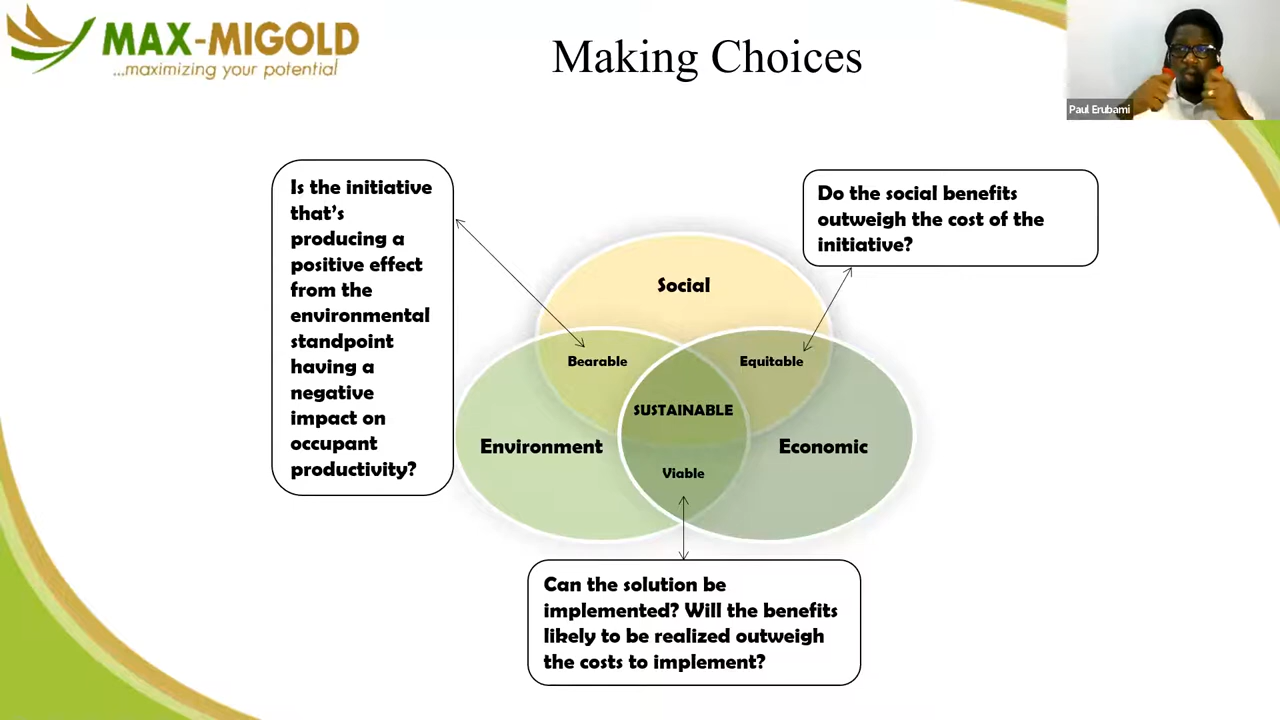 MAX-MIGOLD
...maximizing your potential
Making Choices
Paul Erubami
Is the initiative
that's
producing a
positive effect
from the
environmental
standpoint
having a
negative
impact on
occupant
productivity?
Do the social benefits
outweigh the cost of the
initiative?
Social
Bearable
Equitable
SUSTAINABLE
Environment
Economic
Viable
Can the solution be
implemented? Will the benefits
likely to be realized outweigh
the costs to implement?